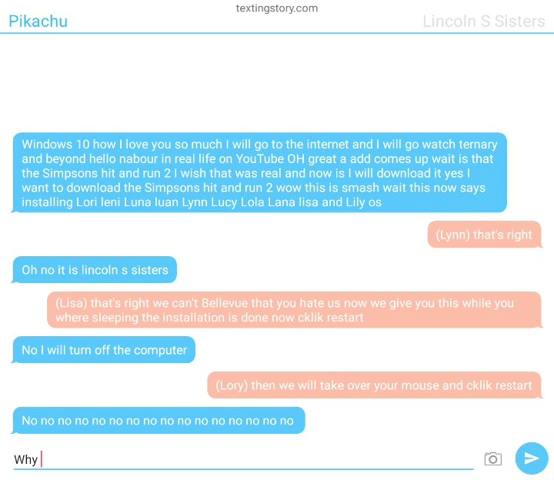 textingstory.com
Pikachu
Lincoln S Sisters
Windows 10 how I love you so much I will go to the internet and I will go watch ternary
and beyond hello nabour in real life on YouTube OH great a add comes up wait is that
the Simpsons hit and run 2 I wish that was real and now is I will download it yes I
want to download the Simpsons hit and run 2 wow this is smash wait this now says
installing Lori leni Luna luan Lynn Lucy Lola Lana lisa and Lily os
(Lynn) that's right
Oh no it is lincoln s sisters
(Lisa) that's right we can't Bellevue that you hate us now we give you this while you
where sleeping the installation is done now cklik restart
No I will turn off the computer
(Lory) then we will take over your mouse and cklik restart
No no no no no no no no no no no no no no no no
Why